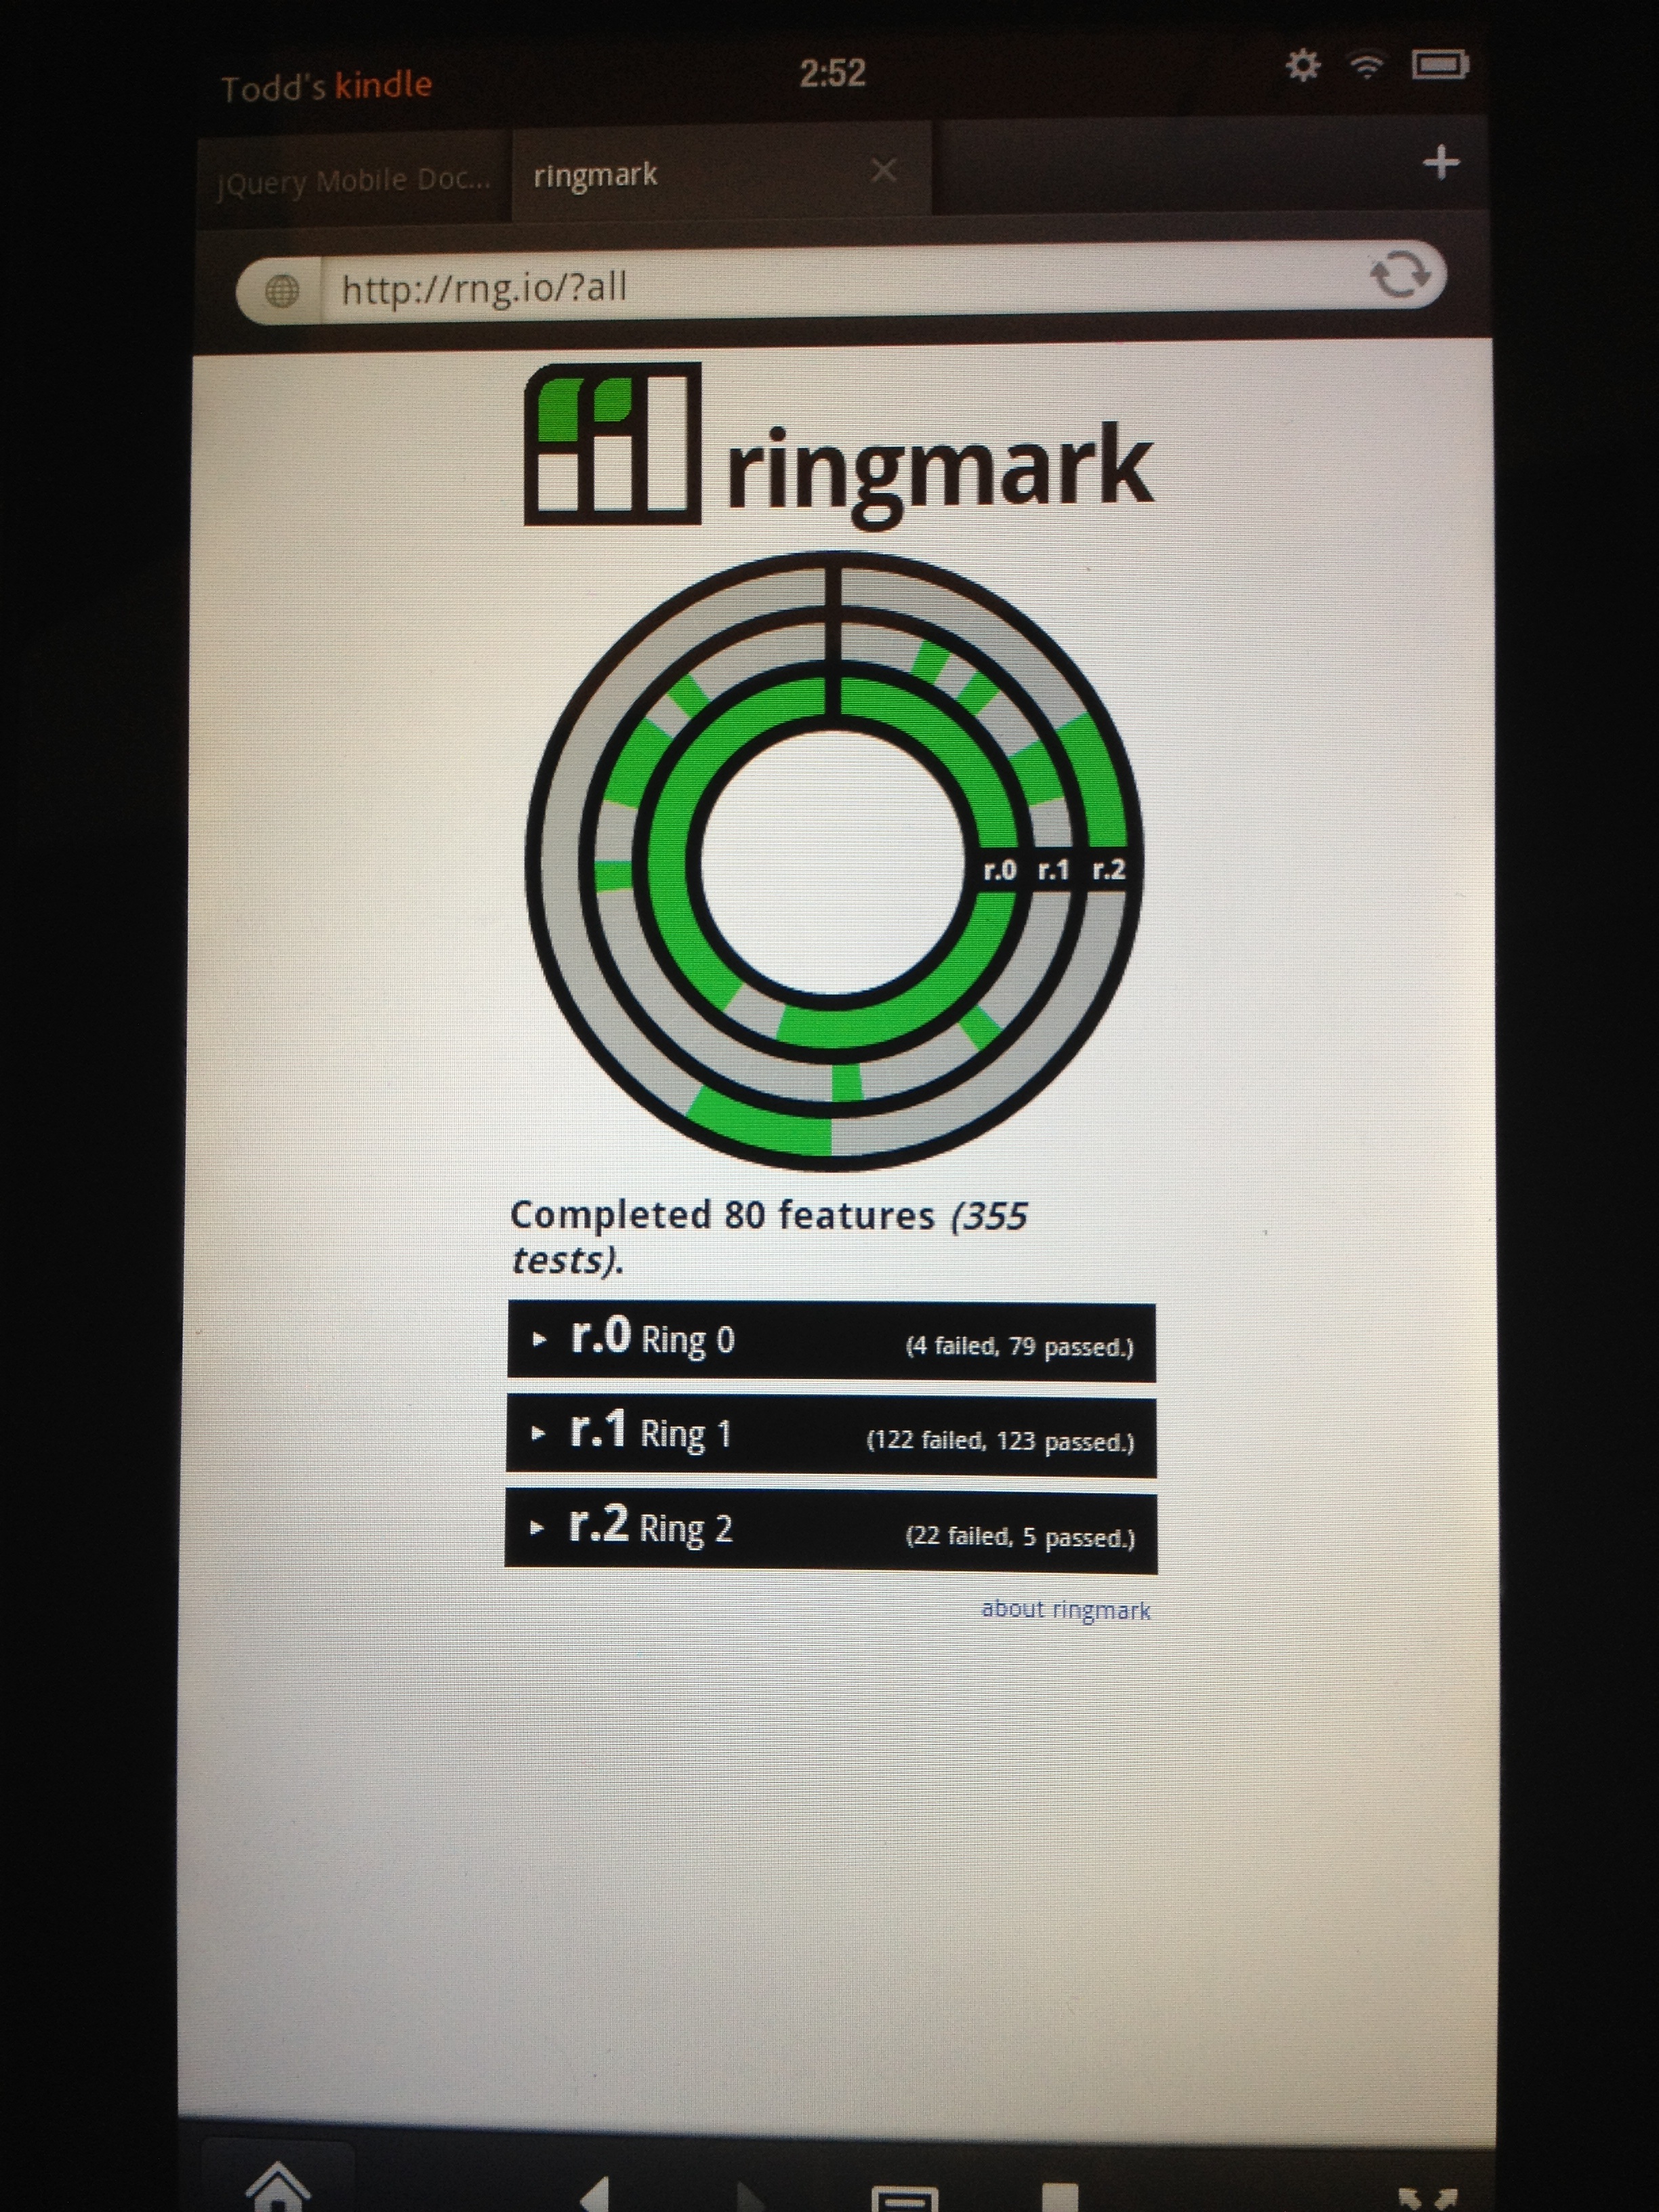 Todd's kindle
2:52
jQuery Mobile Doc...
ringmark
http://rng.io/?all
ringmark
r.0 r.1 r.2
Completed 80 features (355
tests).
r.0 Ring 0 (4 failed, 79 passed.)
r.1 Ring 1 (122 failed, 123 passed.)
r.2 Ring 2 (22 failed, 5 passed.)
about ringmark